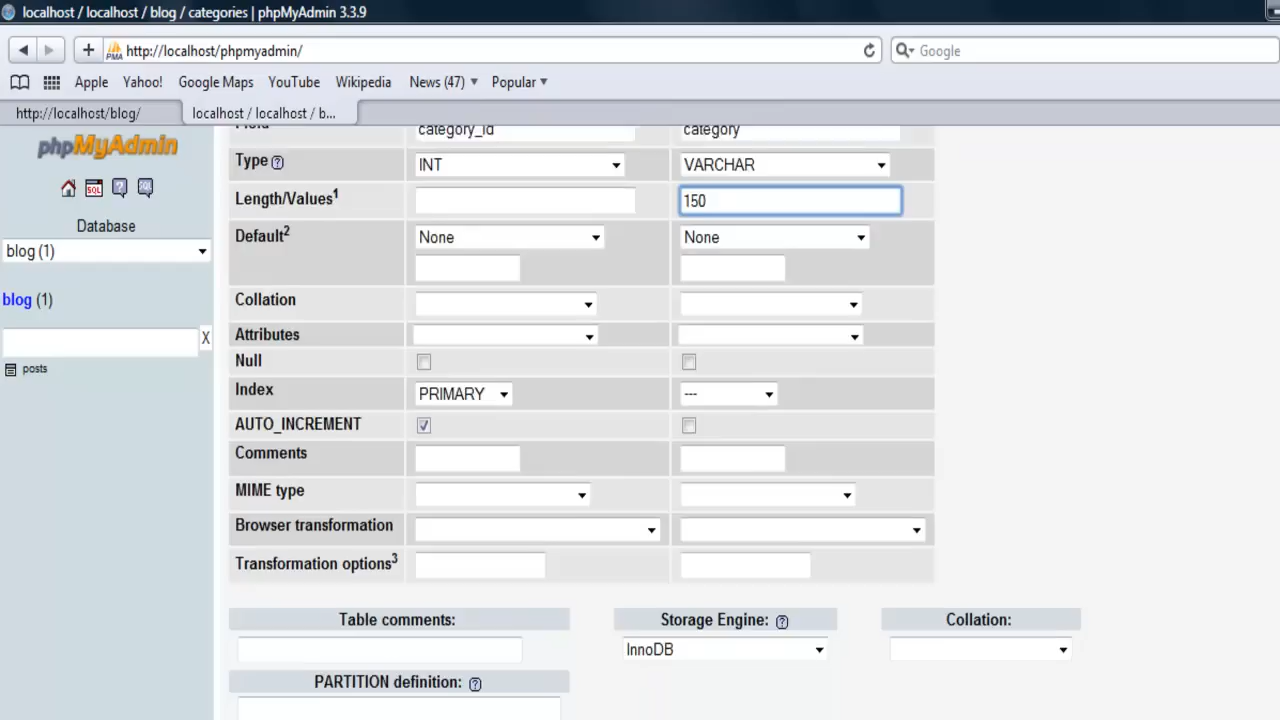 localhost / localhost / blog / categories | phpMyAdmin 3.3.9
http://localhost/phpmyadmin/
Google
Apple Yahoo! Google Maps YouTube Wikipedia News (47) Popular
http://localhost/blog/ localhost / localhost / b...
phpMyAdmin
SQL
Database
blog (1)
blog (1)
X
posts
Field category_id category
Type INT VARCHAR
Length/Values1 150
Default2 None None
Collation
Attributes
Null
Index PRIMARY ---
AUTO_INCREMENT
Comments
MIME type
Browser transformation
Transformation options3
Table comments: Storage Engine: Collation:
InnoDB
PARTITION definition: